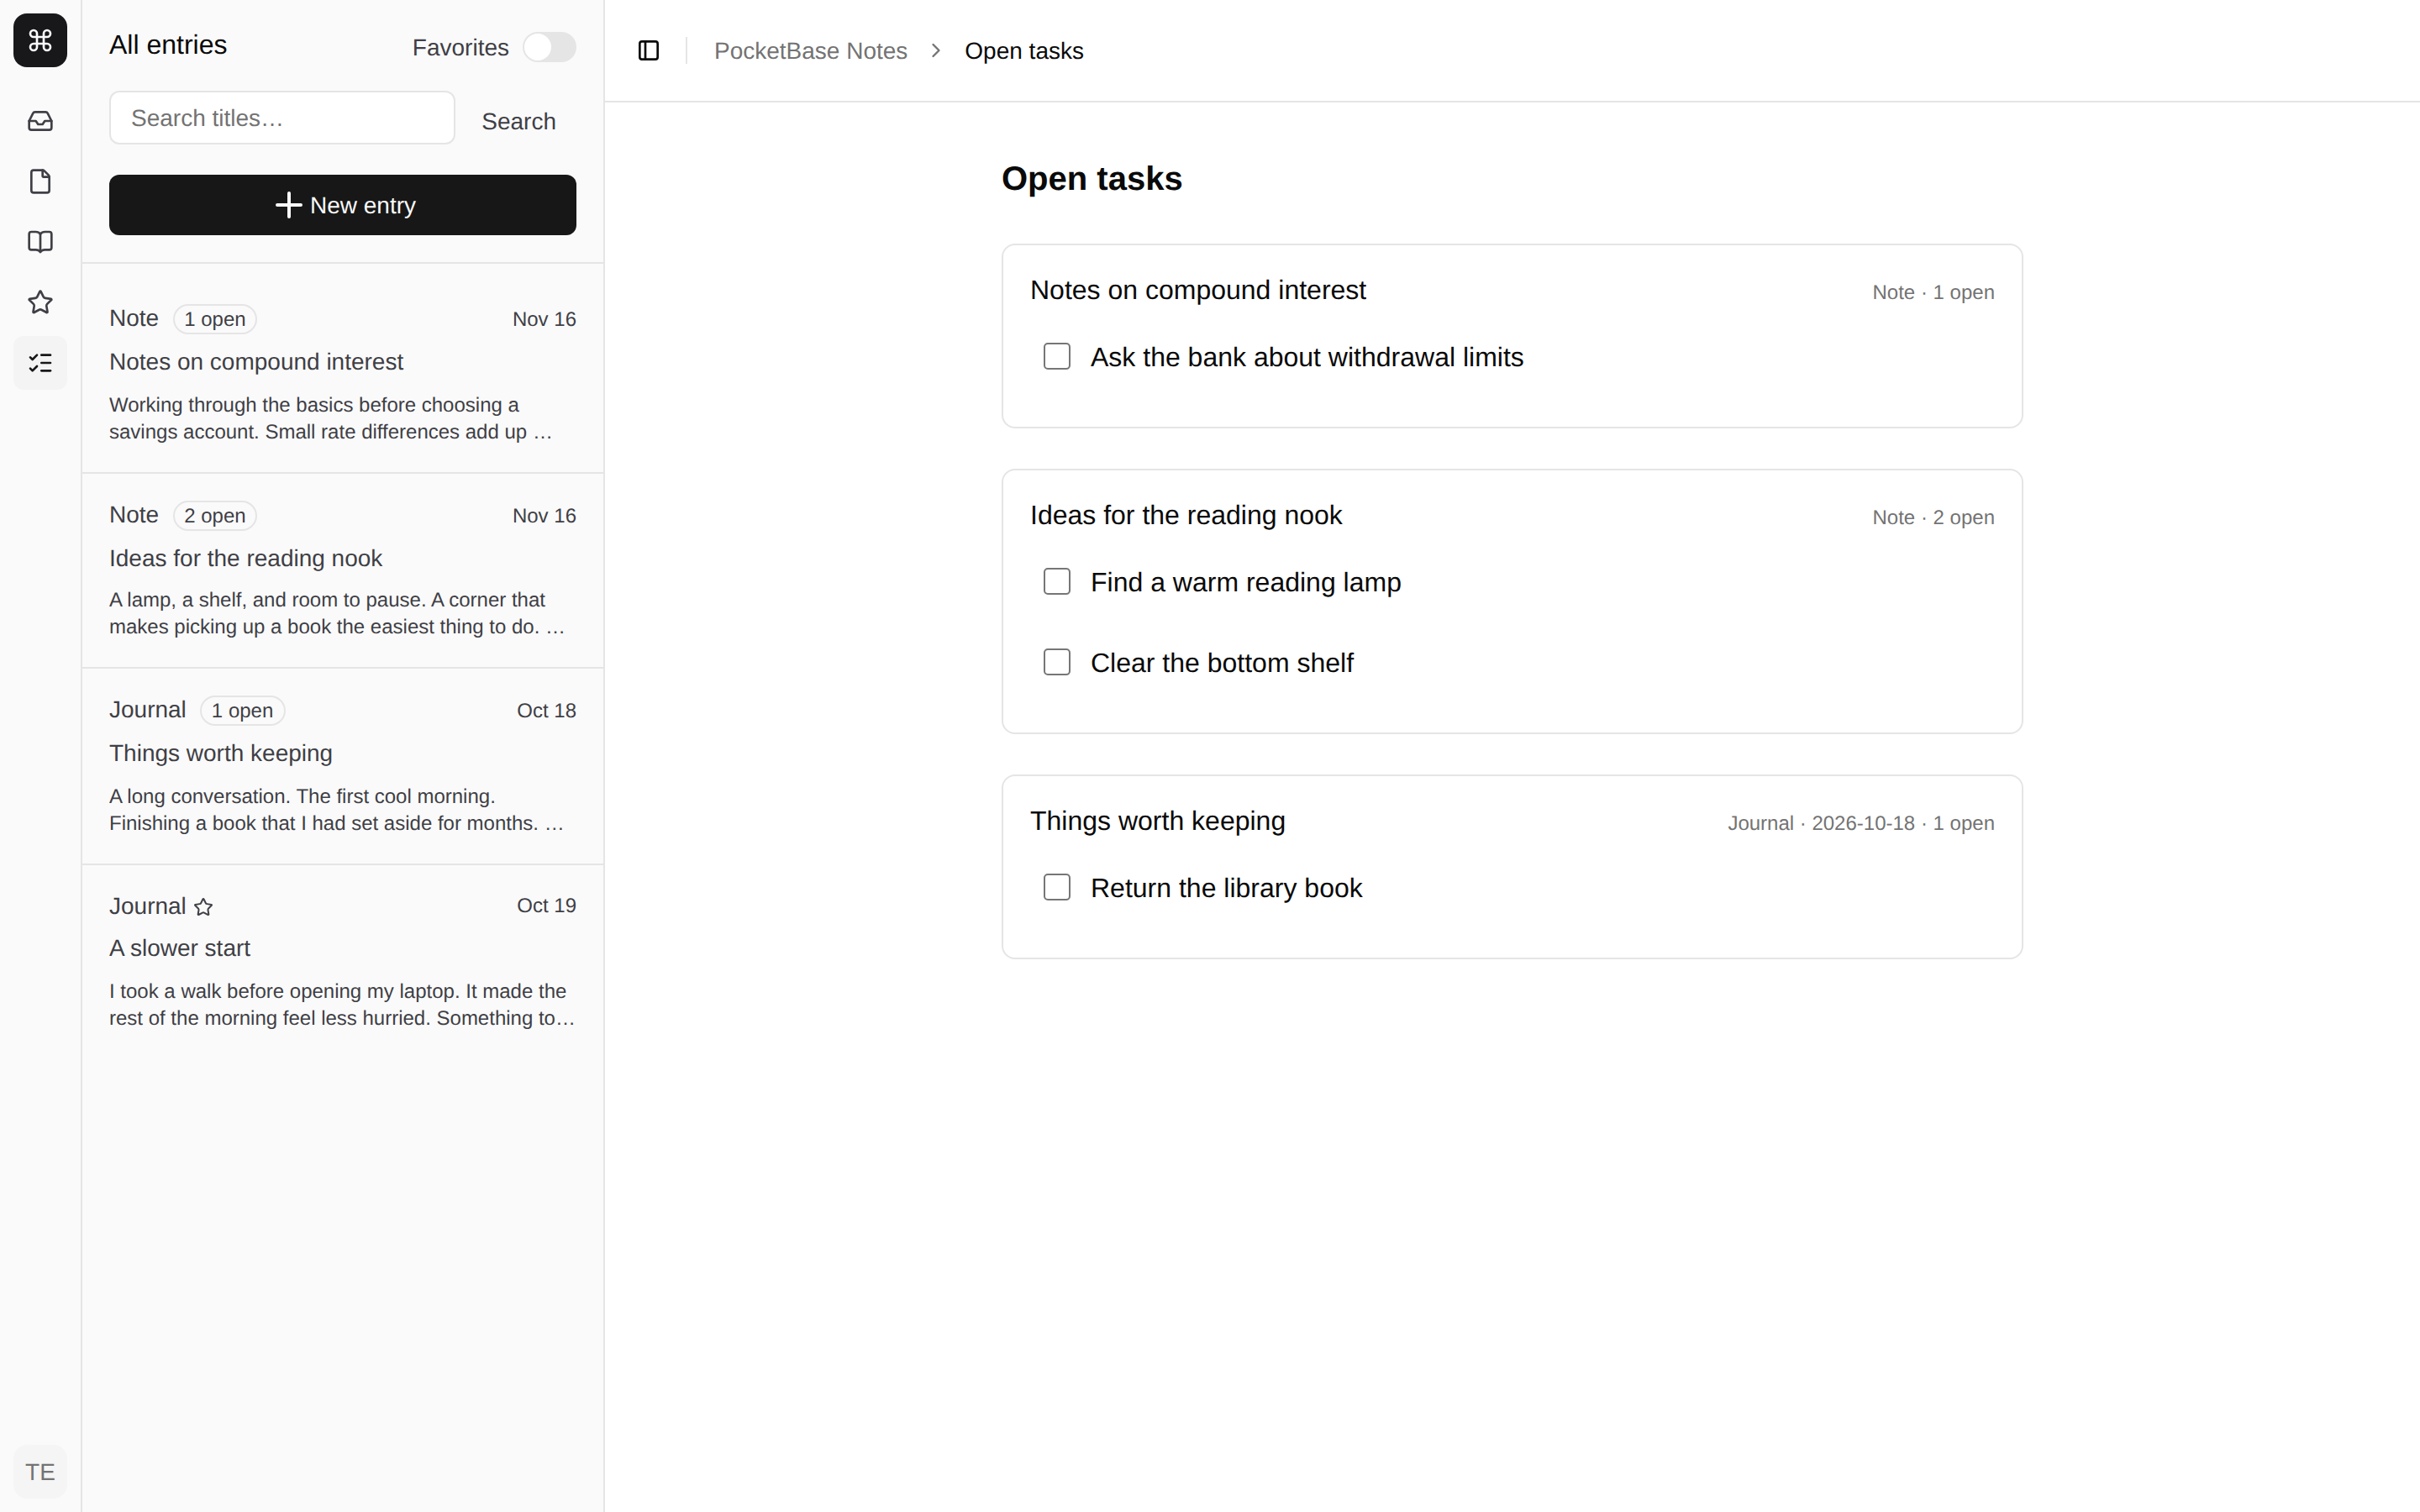 All entries
Favorites
Search titles…
Search
New entry
Note 1 open Nov 16
Notes on compound interest
Working through the basics before choosing a
savings account. Small rate differences add up …
Note 2 open Nov 16
Ideas for the reading nook
A lamp, a shelf, and room to pause. A corner that
makes picking up a book the easiest thing to do. …
Journal 1 open Oct 18
Things worth keeping
A long conversation. The first cool morning.
Finishing a book that I had set aside for months. …
Journal Oct 19
A slower start
I took a walk before opening my laptop. It made the
rest of the morning feel less hurried. Something to…
TE
PocketBase Notes Open tasks
Open tasks
Notes on compound interest Note · 1 open
Ask the bank about withdrawal limits
Ideas for the reading nook Note · 2 open
Find a warm reading lamp
Clear the bottom shelf
Things worth keeping Journal · 2026-10-18 · 1 open
Return the library book